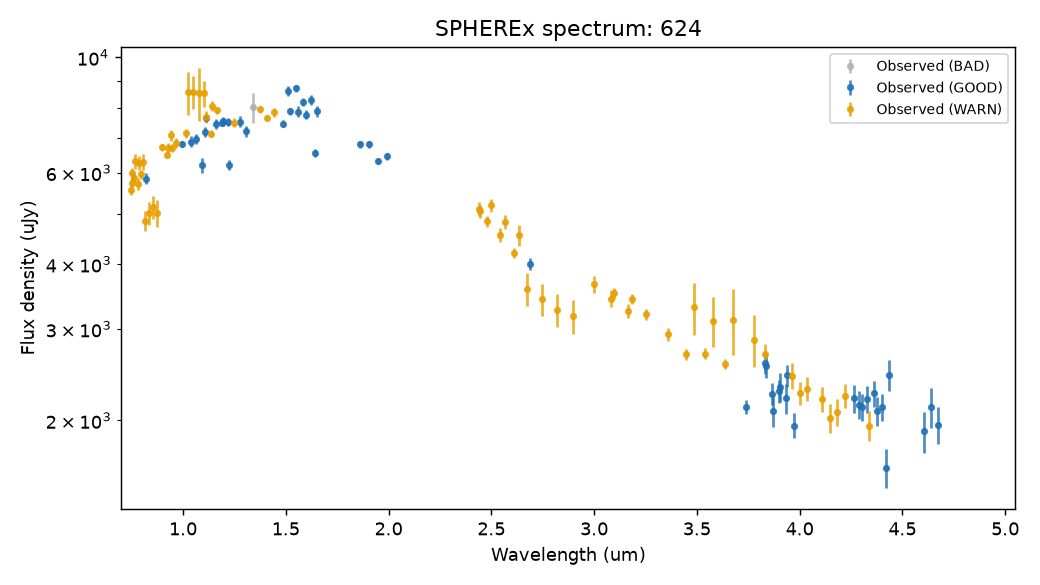 SPHEREx spectrum: 624
Observed (BAD)
Observed (GOOD)
Observed (WARN)
10⁴
6 × 10³
4 × 10³
3 × 10³
2 × 10³
Flux density (uJy)
1.0 1.5 2.0 2.5 3.0 3.5 4.0 4.5 5.0
Wavelength (um)